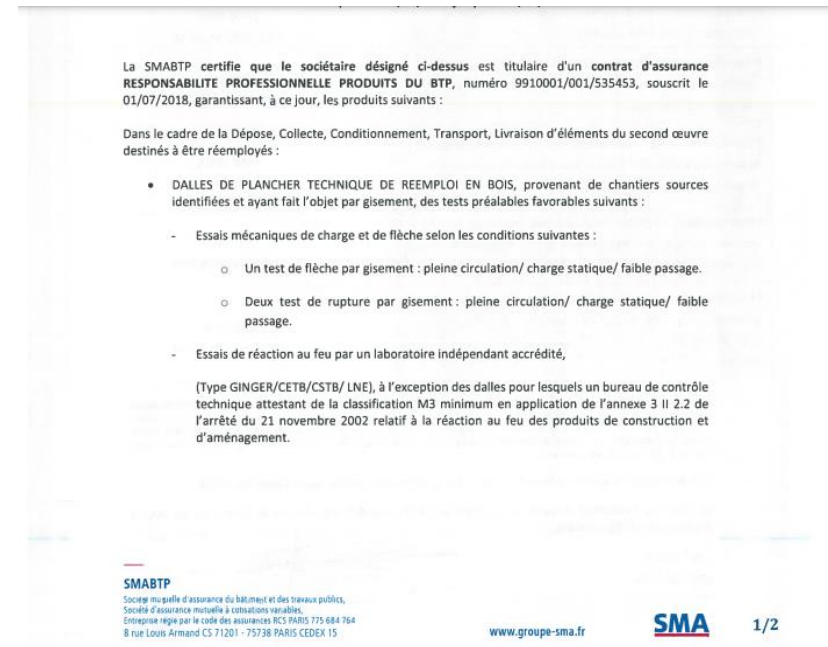 La SMABTP certifie que le sociétaire désigné ci-dessus est titulaire d'un contrat d'assurance
RESPONSABILITE PROFESSIONNELLE PRODUITS DU BTP, numéro 9910001/001/535453, souscrit le
01/07/2018, garantissant, à ce jour, les produits suivants :
Dans le cadre de la Dépose, Collecte, Conditionnement, Transport, Livraison d'éléments du second œuvre
destinés à être réemployés :
• DALLES DE PLANCHER TECHNIQUE DE REEMPLOI EN BOIS, provenant de chantiers sources
identifiées et ayant fait l'objet par gisement, des tests préalables favorables suivants :
- Essais mécaniques de charge et de flèche selon les conditions suivantes :
o Un test de flèche par gisement : pleine circulation/ charge statique/ faible passage.
o Deux test de rupture par gisement : pleine circulation/ charge statique/ faible
passage.
- Essais de réaction au feu par un laboratoire indépendant accrédité,
(Type GINGER/CETB/CSTB/ LNE), à l'exception des dalles pour lesquels un bureau de contrôle
technique attestant de la classification M3 minimum en application de l'annexe 3 II 2.2 de
l'arrêté du 21 novembre 2002 relatif à la réaction au feu des produits de construction et
d'aménagement.
SMABTP
Société mutuelle d'assurance du bâtiment et des travaux publics,
Société d'assurance mutuelle à cotisations variables,
Entreprise régie par le code des assurances RCS PARIS 775 684 764
8 rue Louis Armand CS 71201 - 75738 PARIS CEDEX 15
www.groupe-sma.fr
SMA
1/2